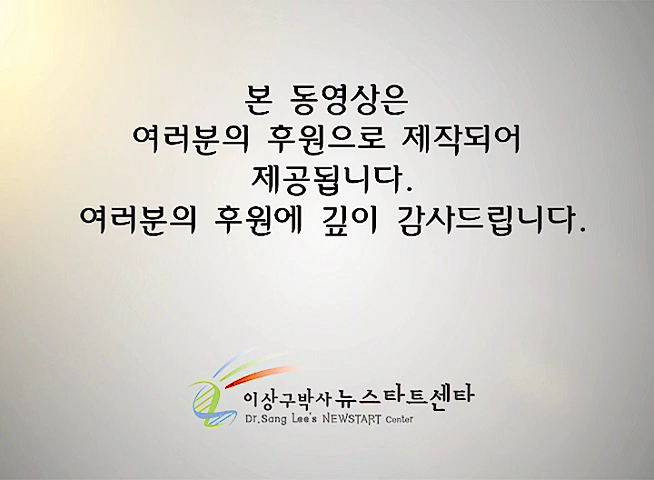 본 동영상은
여러분의 후원으로 제작되어
제공됩니다.
여러분의 후원에 깊이 감사드립니다.
이상구박사 뉴스타트센타
Dr.Sang Lee's NEWSTART Center